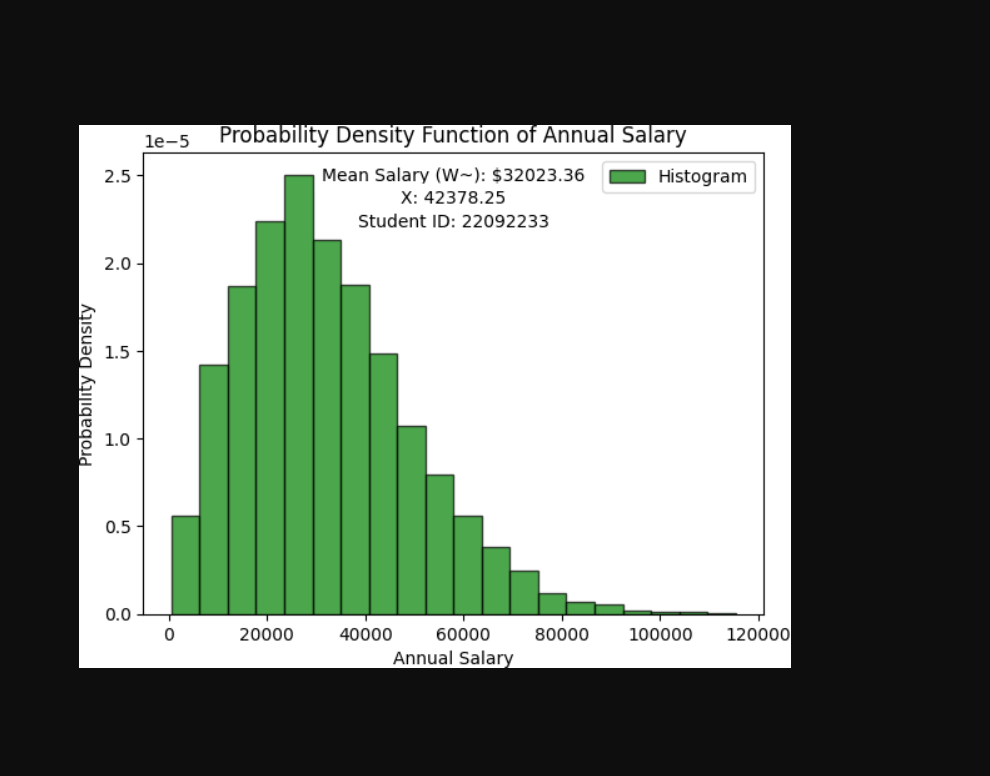 Probability Density Function of Annual Salary
1e−5
Mean Salary (W~): $32023.36
X: 42378.25
Student ID: 22092233
Histogram
2.5
2.0
1.5
1.0
0.5
0.0
Probability Density
0 20000 40000 60000 80000 100000 120000
Annual Salary